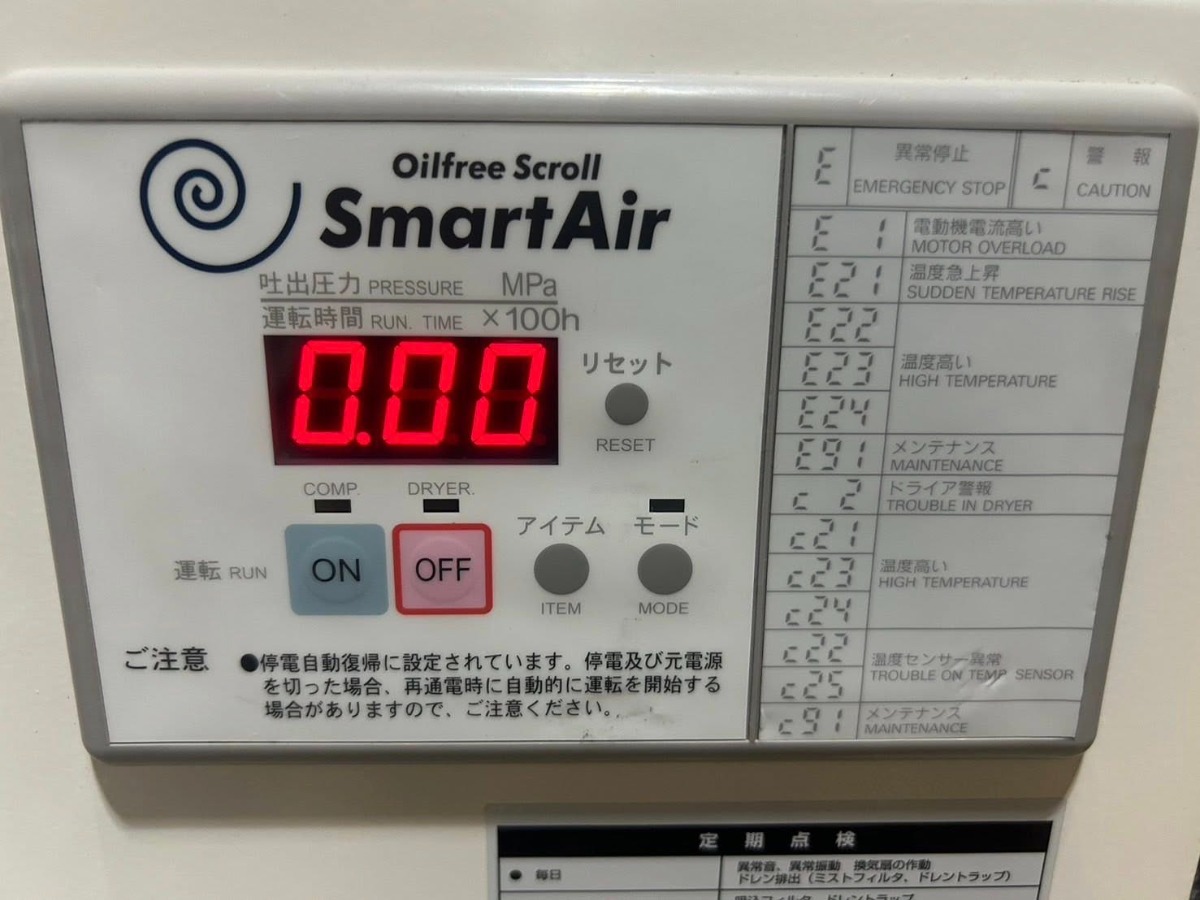 Oilfree Scroll
SmartAir
吐出圧力 PRESSURE MPa
運転時間 RUN. TIME ×100h
0.00
リセット
RESET
COMP. DRYER.
アイテム モード
運転 RUN ON OFF
ITEM MODE
ご注意 ●停電自動復帰に設定されています。停電及び元電源
を切った場合、再通電時に自動的に運転を開始する
場合がありますので、ご注意ください。
E 異常停止 EMERGENCY STOP c 警報 CAUTION
E 1 電動機電流高い
MOTOR OVERLOAD
E21 温度急上昇
SUDDEN TEMPERATURE RISE
E22
E23 温度高い
HIGH TEMPERATURE
E24
E91 メンテナンス
MAINTENANCE
c 2 ドライア警報
TROUBLE IN DRYER
c21
c23 温度高い
HIGH TEMPERATURE
c24
c22 温度センサー異常
TROUBLE ON TEMP. SENSOR
c25
c91 メンテナンス
MAINTENANCE
定期点検
● 毎日 異常音、異常振動 換気扇の作動
ドレン排出（ミストフィルタ、ドレントラップ）